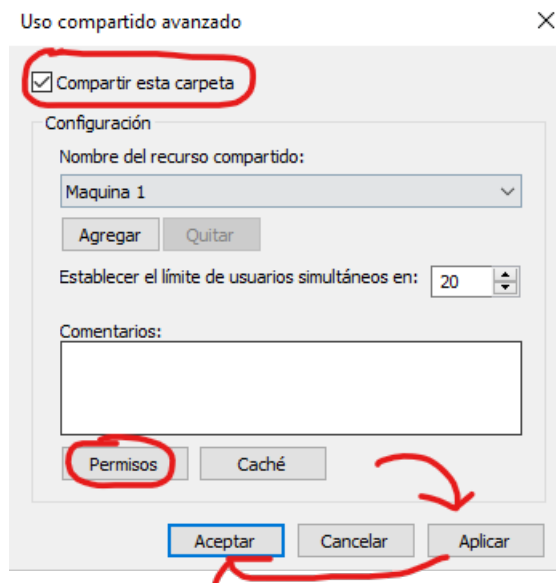 Uso compartido avanzado
Compartir esta carpeta
Configuración
Nombre del recurso compartido:
Maquina 1
Agregar Quitar
Establecer el límite de usuarios simultáneos en: 20
Comentarios:
Permisos Caché
Aceptar Cancelar Aplicar